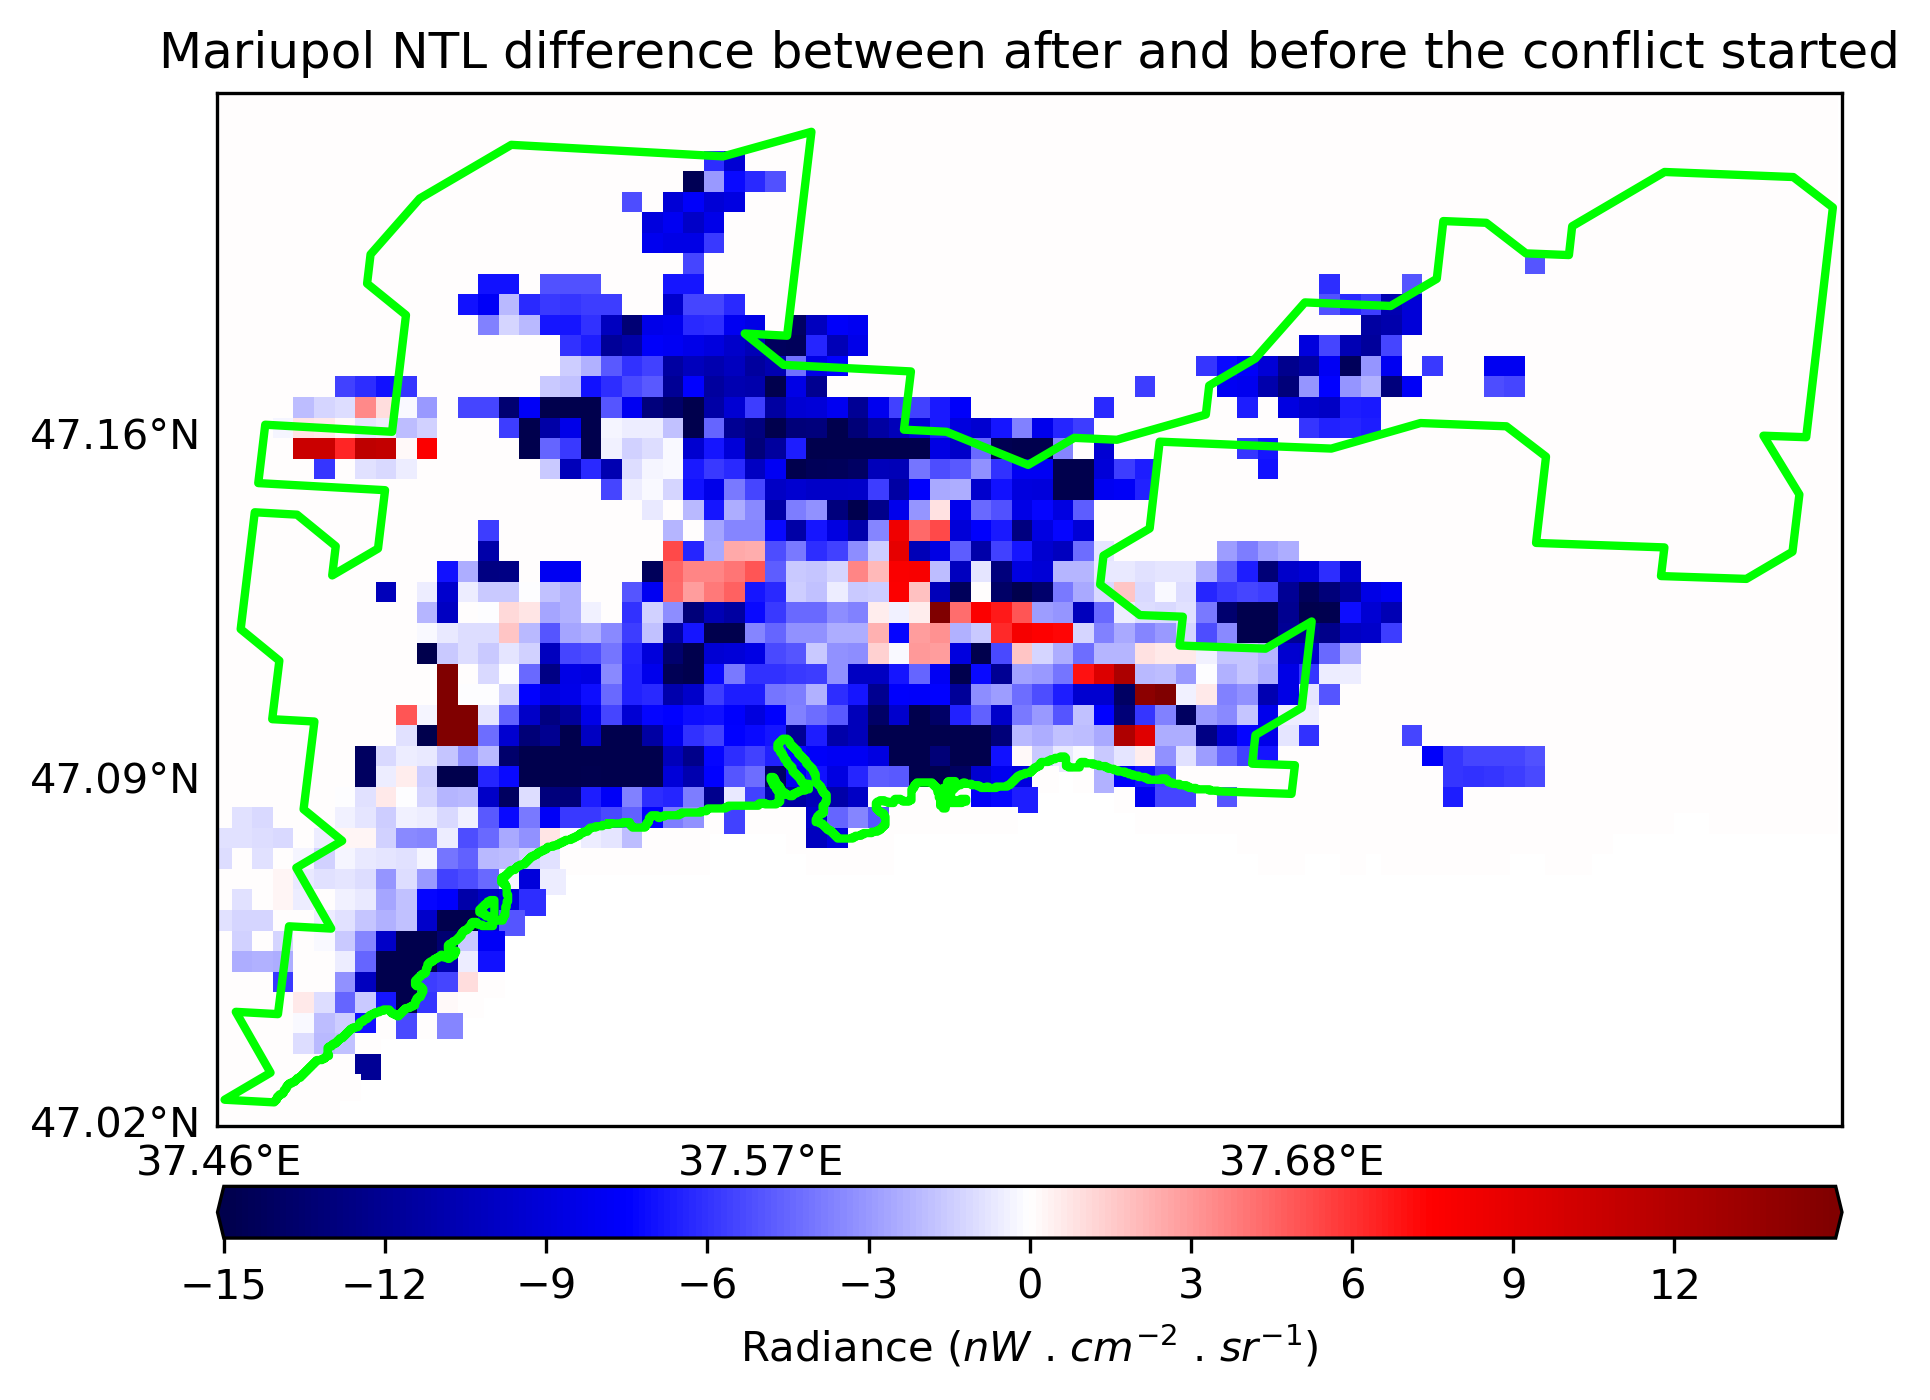 Mariupol NTL difference between after and before the conflict started
47.16°N
47.09°N
47.02°N
37.46°E 37.57°E 37.68°E
−15 −12 −9 −6 −3 0 3 6 9 12
Radiance (nW . cm⁻² . sr⁻¹)